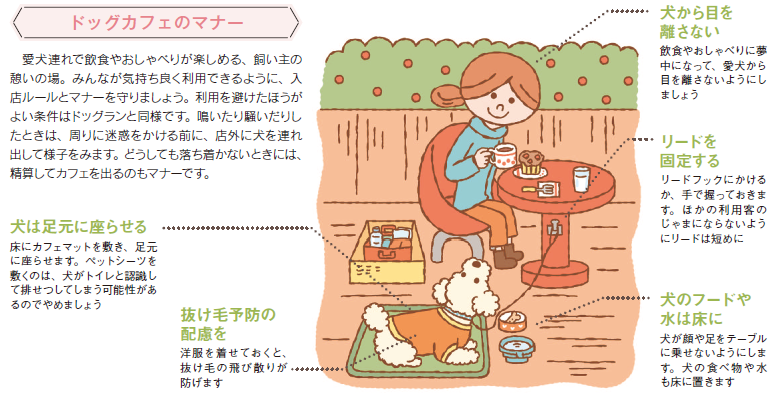 ドッグカフェのマナー
愛犬連れで飲食やおしゃべりが楽しめる、飼い主の
憩いの場。みんなが気持ち良く利用できるように、入
店ルールとマナーを守りましょう。利用を避けたほうが
よい条件はドッグランと同様です。鳴いたり騒いだりし
たときは、周りに迷惑をかける前に、店外に犬を連れ
出して様子をみます。どうしても落ち着かないときには、
精算してカフェを出るのもマナーです。
犬は足元に座らせる
床にカフェマットを敷き、足元
に座らせます。ペットシーツを
敷くのは、犬がトイレと認識し
て排せつしてしまう可能性があ
るのでやめましょう
抜け毛予防の
配慮を
洋服を着せておくと、
抜け毛の飛び散りが
防げます
犬から目を
離さない
飲食やおしゃべりに夢
中になって、愛犬から
目を離さないようにし
ましょう
リードを
固定する
リードフックにかける
か、手で握っておきま
す。ほかの利用客の
じゃまにならないよう
にリードは短めに
犬のフードや
水は床に
犬が顔や足をテーブル
に乗せないようにしま
す。犬の食べ物や水
も床に置きます